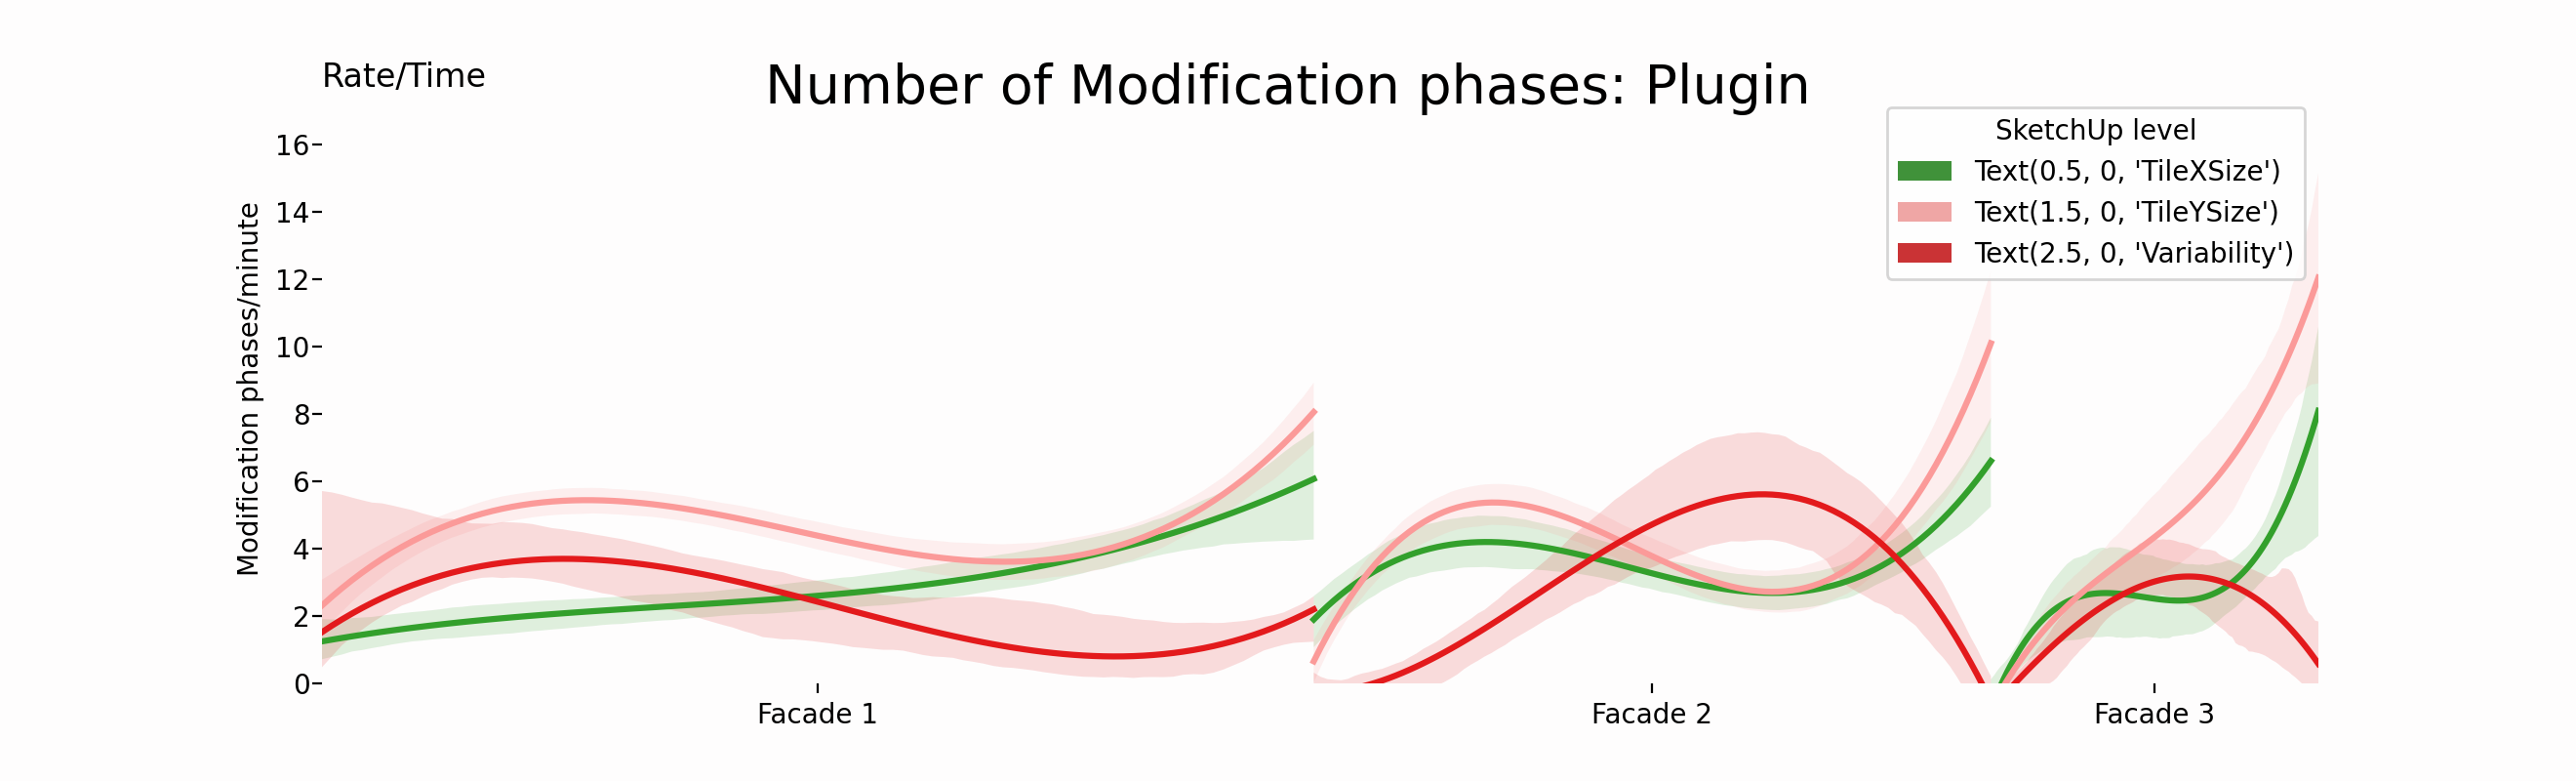 Rate/Time
Number of Modification phases: Plugin
SketchUp level
Text(0.5, 0, 'TileXSize')
Text(1.5, 0, 'TileYSize')
Text(2.5, 0, 'Variability')
Modification phases/minute
16
14
12
10
8
6
4
2
0
Facade 1
Facade 2
Facade 3